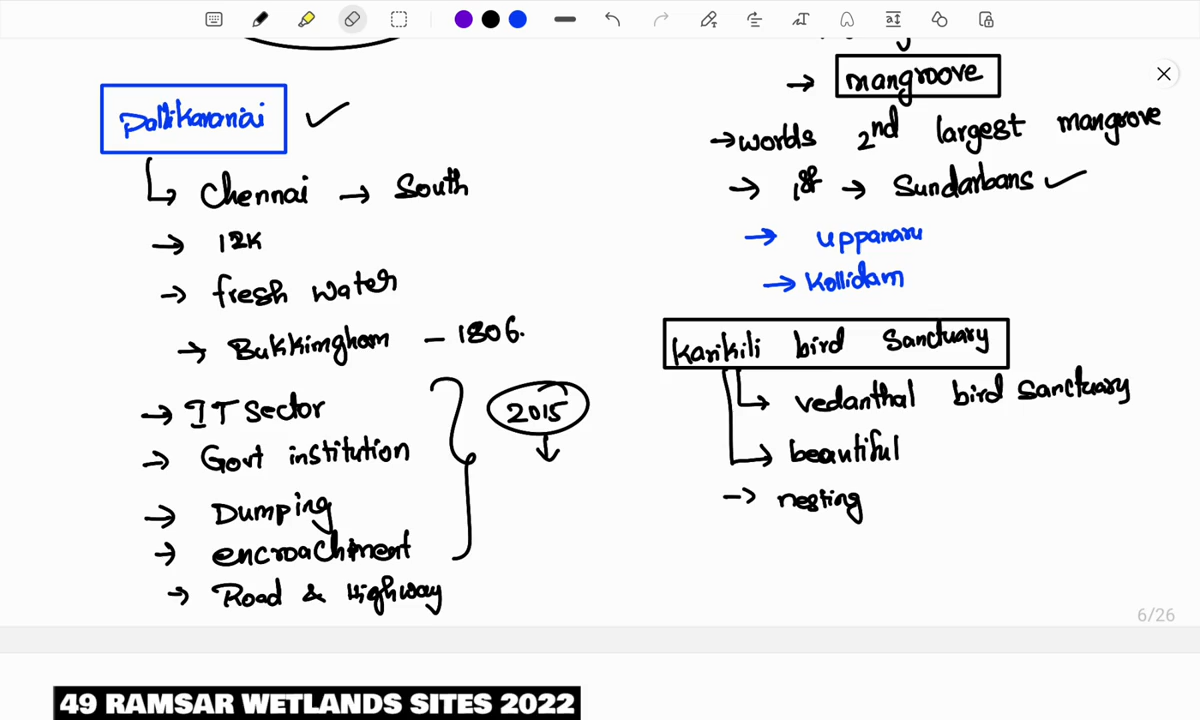 Pallikaranai
↳ Chennai → South
→ 12K
→ fresh water
→ Bukkingham – 1806.
→ IT Sector
→ Govt institution
2015
→ Dumping
→ encroachment
→ Road & Highway
→ mangroove
→ worlds 2nd largest mangrove
→ 1st → Sundarbans ✓
→ uppanaru
→ Kollidam
Karikili bird Sanctuary
↳ vedanthal bird sanctuary
→ beautiful
→ nesting
6/26
49 RAMSAR WETLANDS SITES 2022